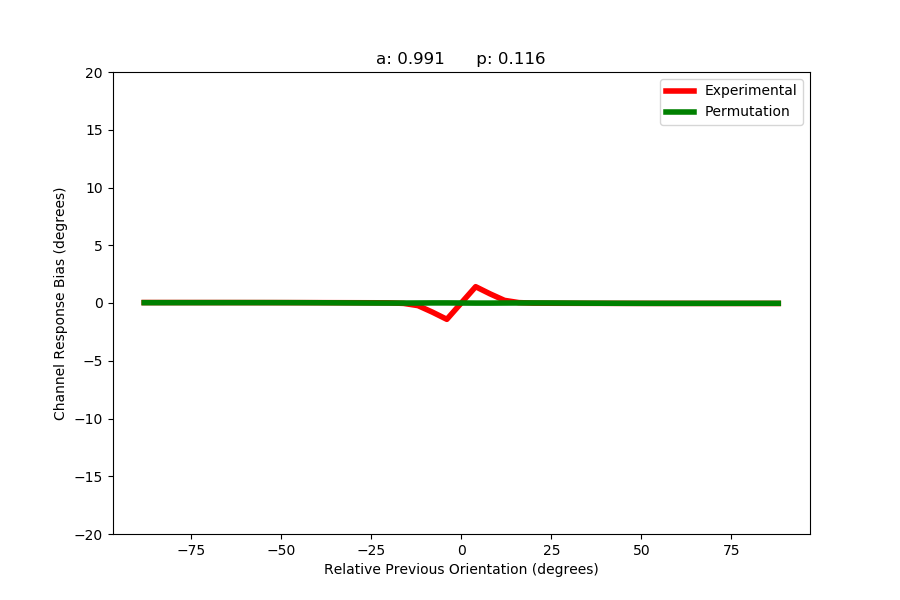 a: 0.991 p: 0.116
Experimental
Permutation
20
15
10
5
0
−5
−10
−15
−20
Channel Response Bias (degrees)
−75 −50 −25 0 25 50 75
Relative Previous Orientation (degrees)